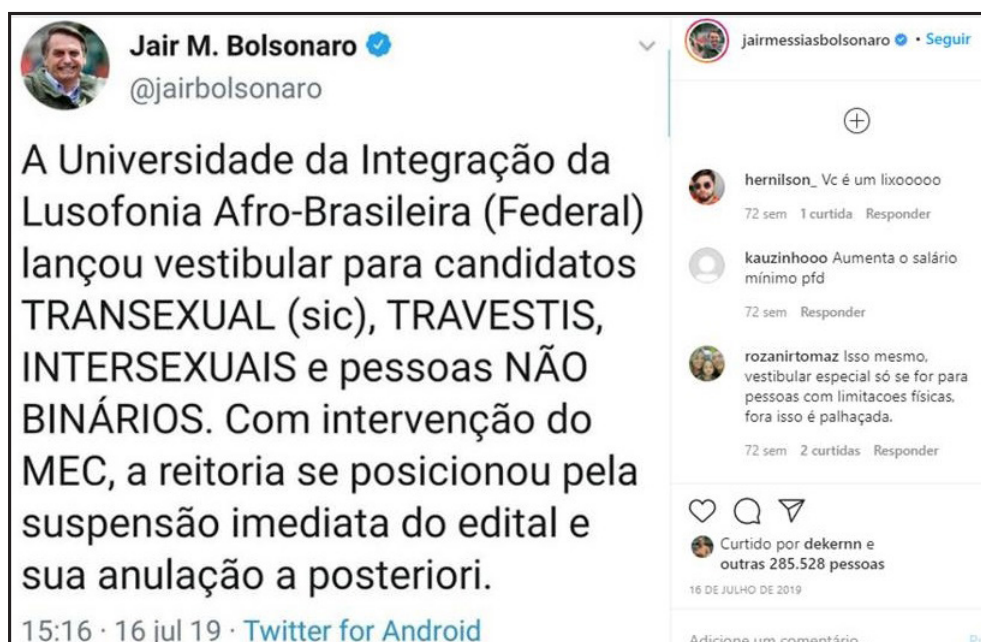 Jair M. Bolsonaro
@jairbolsonaro
A Universidade da Integração da
Lusofonia Afro-Brasileira (Federal)
lançou vestibular para candidatos
TRANSEXUAL (sic), TRAVESTIS,
INTERSEXUAIS e pessoas NÃO
BINÁRIOS. Com intervenção do
MEC, a reitoria se posicionou pela
suspensão imediata do edital e
sua anulação a posteriori.
15:16 · 16 jul 19 · Twitter for Android
jairmessiasbolsonaro • Seguir
hernilson_ Vc é um lixooooo
72 sem 1 curtida Responder
kauzinhooo Aumenta o salário
mínimo pfd
72 sem Responder
rozanirtomaz Isso mesmo,
vestibular especial só se for para
pessoas com limitacoes físicas,
fora isso é palhaçada.
72 sem 2 curtidas Responder
Curtido por dekernn e
outras 285.528 pessoas
16 DE JULHO DE 2019
Adicione um comentário